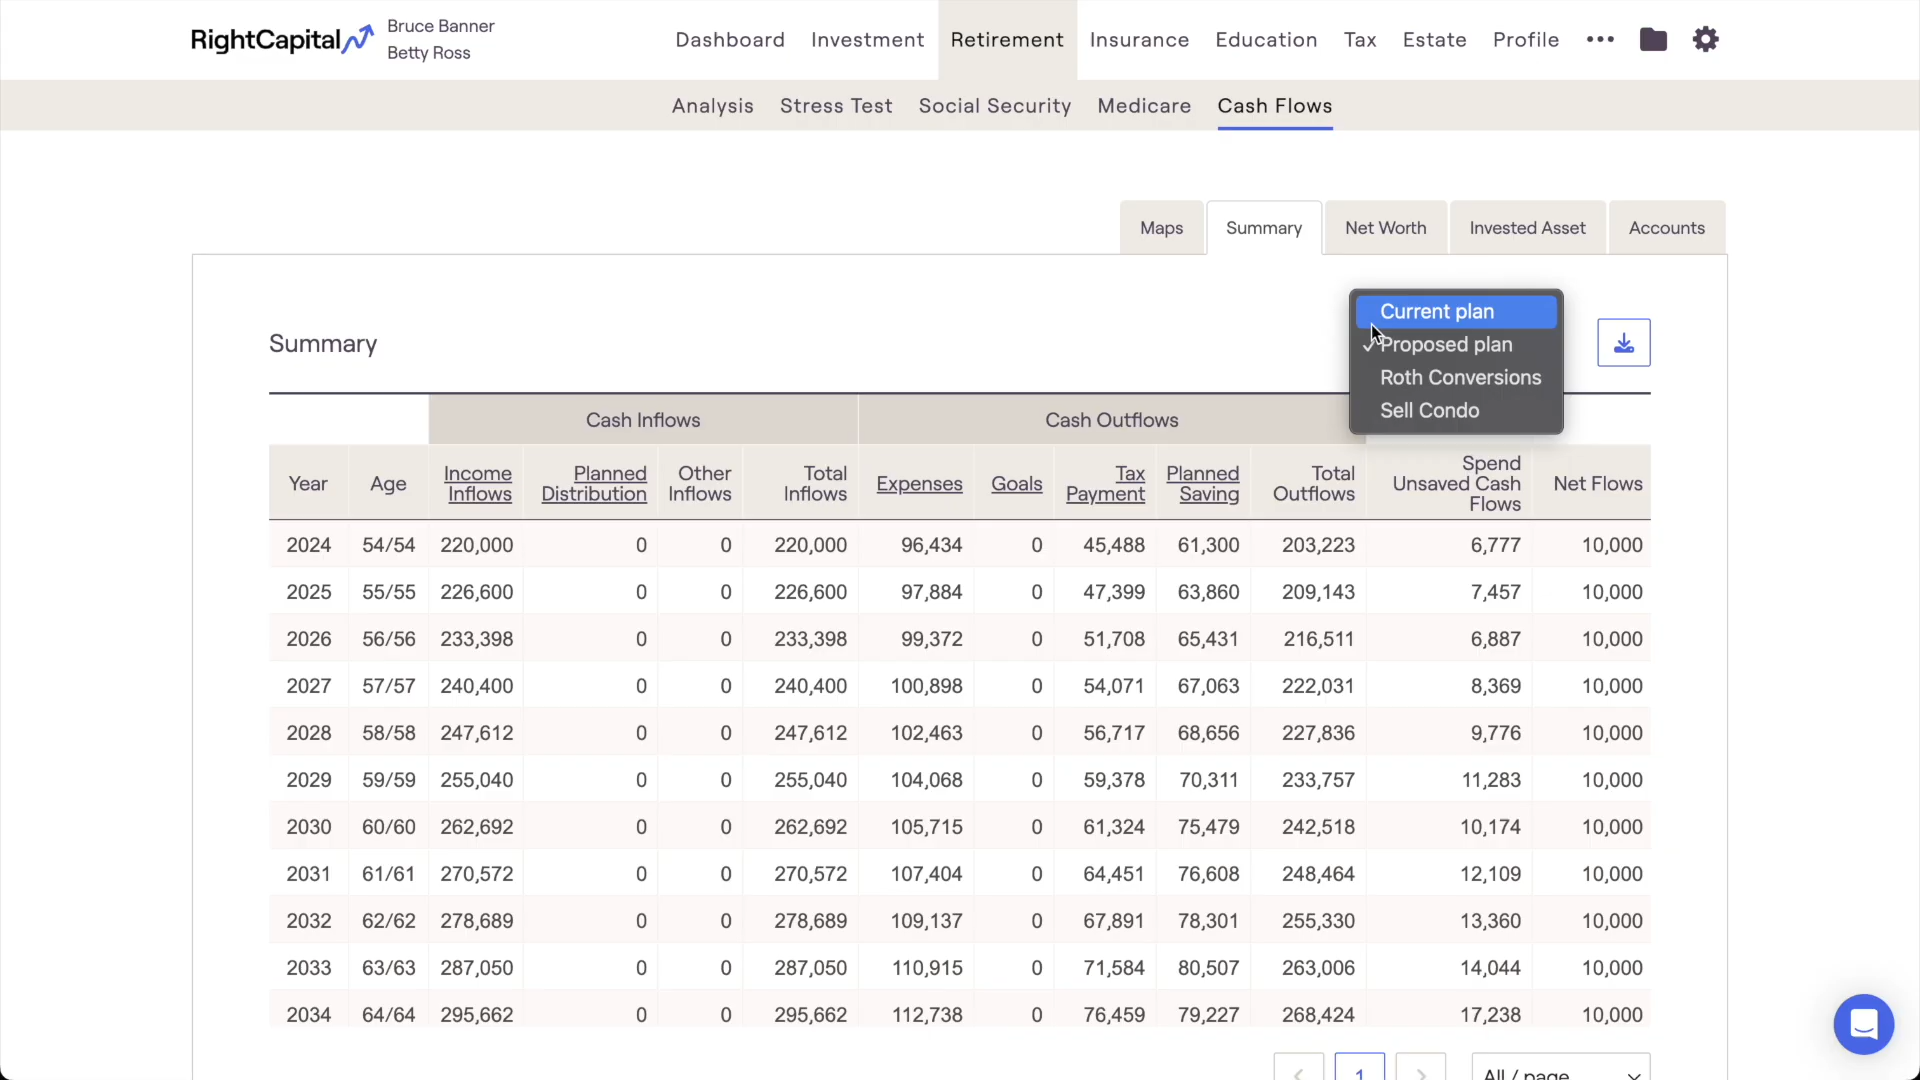 RightCapital
Bruce Banner
Betty Ross
Dashboard Investment Retirement Insurance Education Tax Estate Profile
Analysis Stress Test Social Security Medicare Cash Flows
Maps Summary Net Worth Invested Asset Accounts
Summary
Current plan
✓ Proposed plan
Roth Conversions
Sell Condo
Cash Inflows Cash Outflows
Year Age Income Inflows Planned Distribution Other Inflows Total Inflows Expenses Goals Tax Payment Planned Saving Total Outflows Spend Unsaved Cash Flows Net Flows
2024 54/54 220,000 0 0 220,000 96,434 0 45,488 61,300 203,223 6,777 10,000
2025 55/55 226,600 0 0 226,600 97,884 0 47,399 63,860 209,143 7,457 10,000
2026 56/56 233,398 0 0 233,398 99,372 0 51,708 65,431 216,511 6,887 10,000
2027 57/57 240,400 0 0 240,400 100,898 0 54,071 67,063 222,031 8,369 10,000
2028 58/58 247,612 0 0 247,612 102,463 0 56,717 68,656 227,836 9,776 10,000
2029 59/59 255,040 0 0 255,040 104,068 0 59,378 70,311 233,757 11,283 10,000
2030 60/60 262,692 0 0 262,692 105,715 0 61,324 75,479 242,518 10,174 10,000
2031 61/61 270,572 0 0 270,572 107,404 0 64,451 76,608 248,464 12,109 10,000
2032 62/62 278,689 0 0 278,689 109,137 0 67,891 78,301 255,330 13,360 10,000
2033 63/63 287,050 0 0 287,050 110,915 0 71,584 80,507 263,006 14,044 10,000
2034 64/64 295,662 0 0 295,662 112,738 0 76,459 79,227 268,424 17,238 10,000
1 All / page